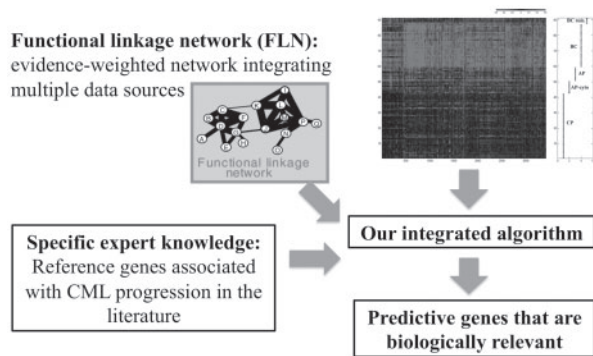 Functional linkage network (FLN):
evidence-weighted network integrating
multiple data sources
Functional linkage
network
BC
AP
AP-cyto
CP
Specific expert knowledge:
Reference genes associated
with CML progression in the
literature
Our integrated algorithm
Predictive genes that are
biologically relevant